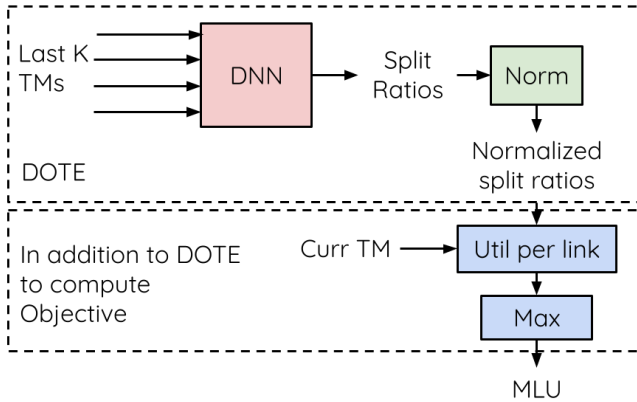 Last K
TMs
DNN
Split
Ratios
Norm
Normalized
split ratios
DOTE
In addition to DOTE
to compute
Objective
Curr TM
Util per link
Max
MLU